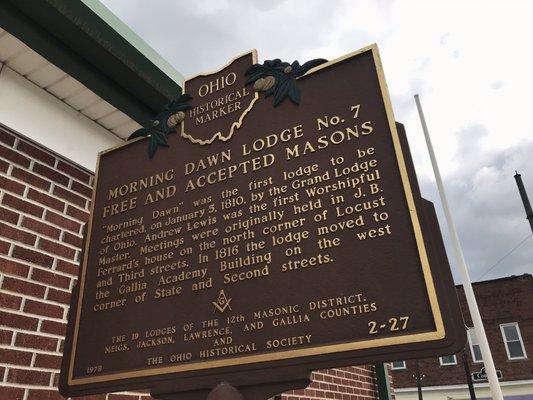 OHIO
HISTORICAL
MARKER
MORNING DAWN LODGE No. 7
FREE AND ACCEPTED MASONS
"Morning Dawn" was the first lodge to be
chartered, on January 5, 1810, by the Grand Lodge
of Ohio. Andrew Lewis was the first Worshipful
Master. Meetings were originally held in J. B.
Ferrard's house on the north corner of Locust
and Third streets. In 1816 the lodge moved to
the Gallia Academy Building on the west
corner of State and Second streets.
G
THE 19 LODGES OF THE 12th MASONIC DISTRICT,
MEIGS, JACKSON, LAWRENCE, AND GALLIA COUNTIES
AND
THE OHIO HISTORICAL SOCIETY
1978
2-27